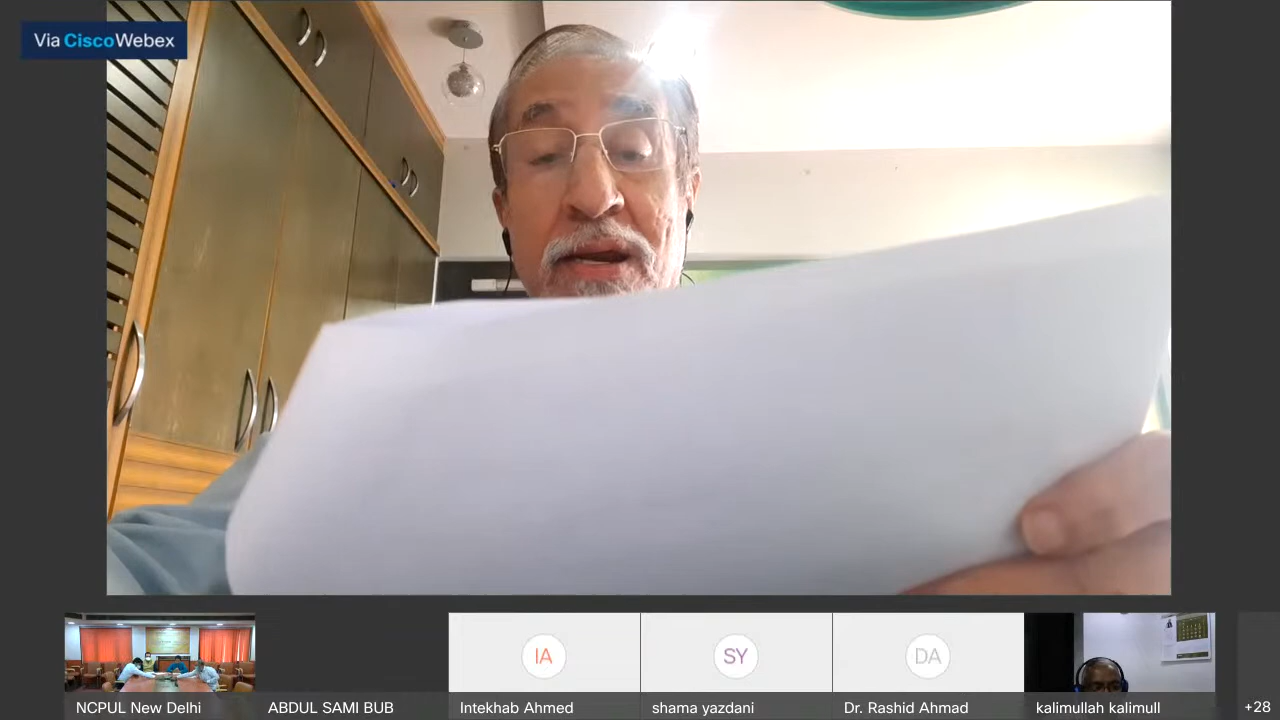 Via CiscoWebex
IA
SY
DA
NCPUL New Delhi
ABDUL SAMI BUB
Intekhab Ahmed
shama yazdani
Dr. Rashid Ahmad
kalimullah kalimull
+28